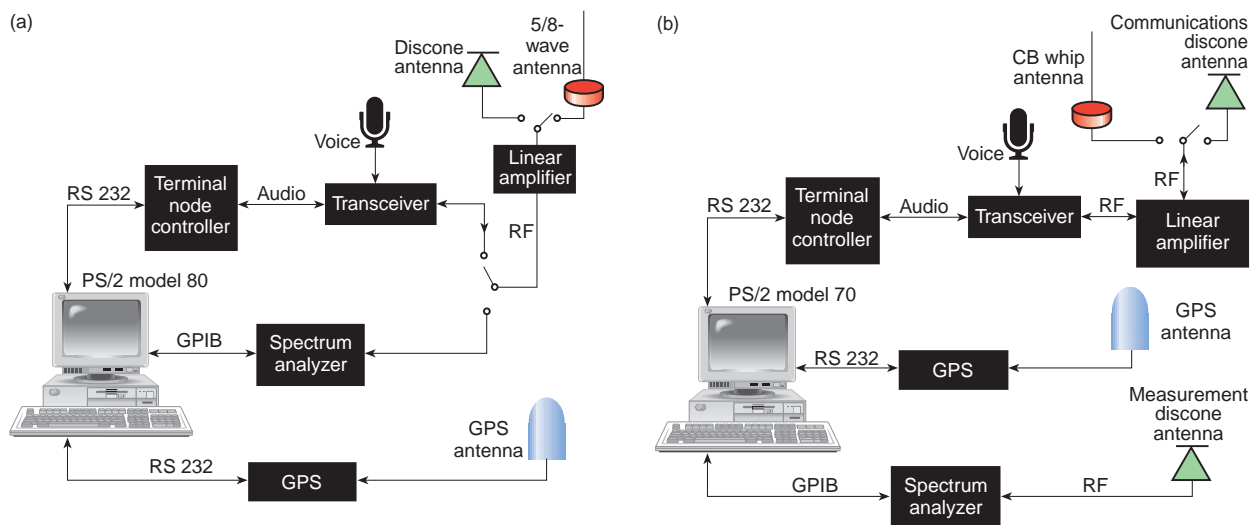 (a)
Discone
antenna
5/8-
wave
antenna
Voice
Linear
amplifier
RS 232
Terminal
node
controller
Audio
Transceiver
RF
PS/2 model 80
GPIB
Spectrum
analyzer
GPS
antenna
RS 232
GPS
(b)
CB whip
antenna
Communications
discone
antenna
Voice
RF
RS 232
Terminal
node
controller
Audio
Transceiver
RF
Linear
amplifier
PS/2 model 70
GPS
antenna
RS 232
GPS
Measurement
discone
antenna
GPIB
Spectrum
analyzer
RF